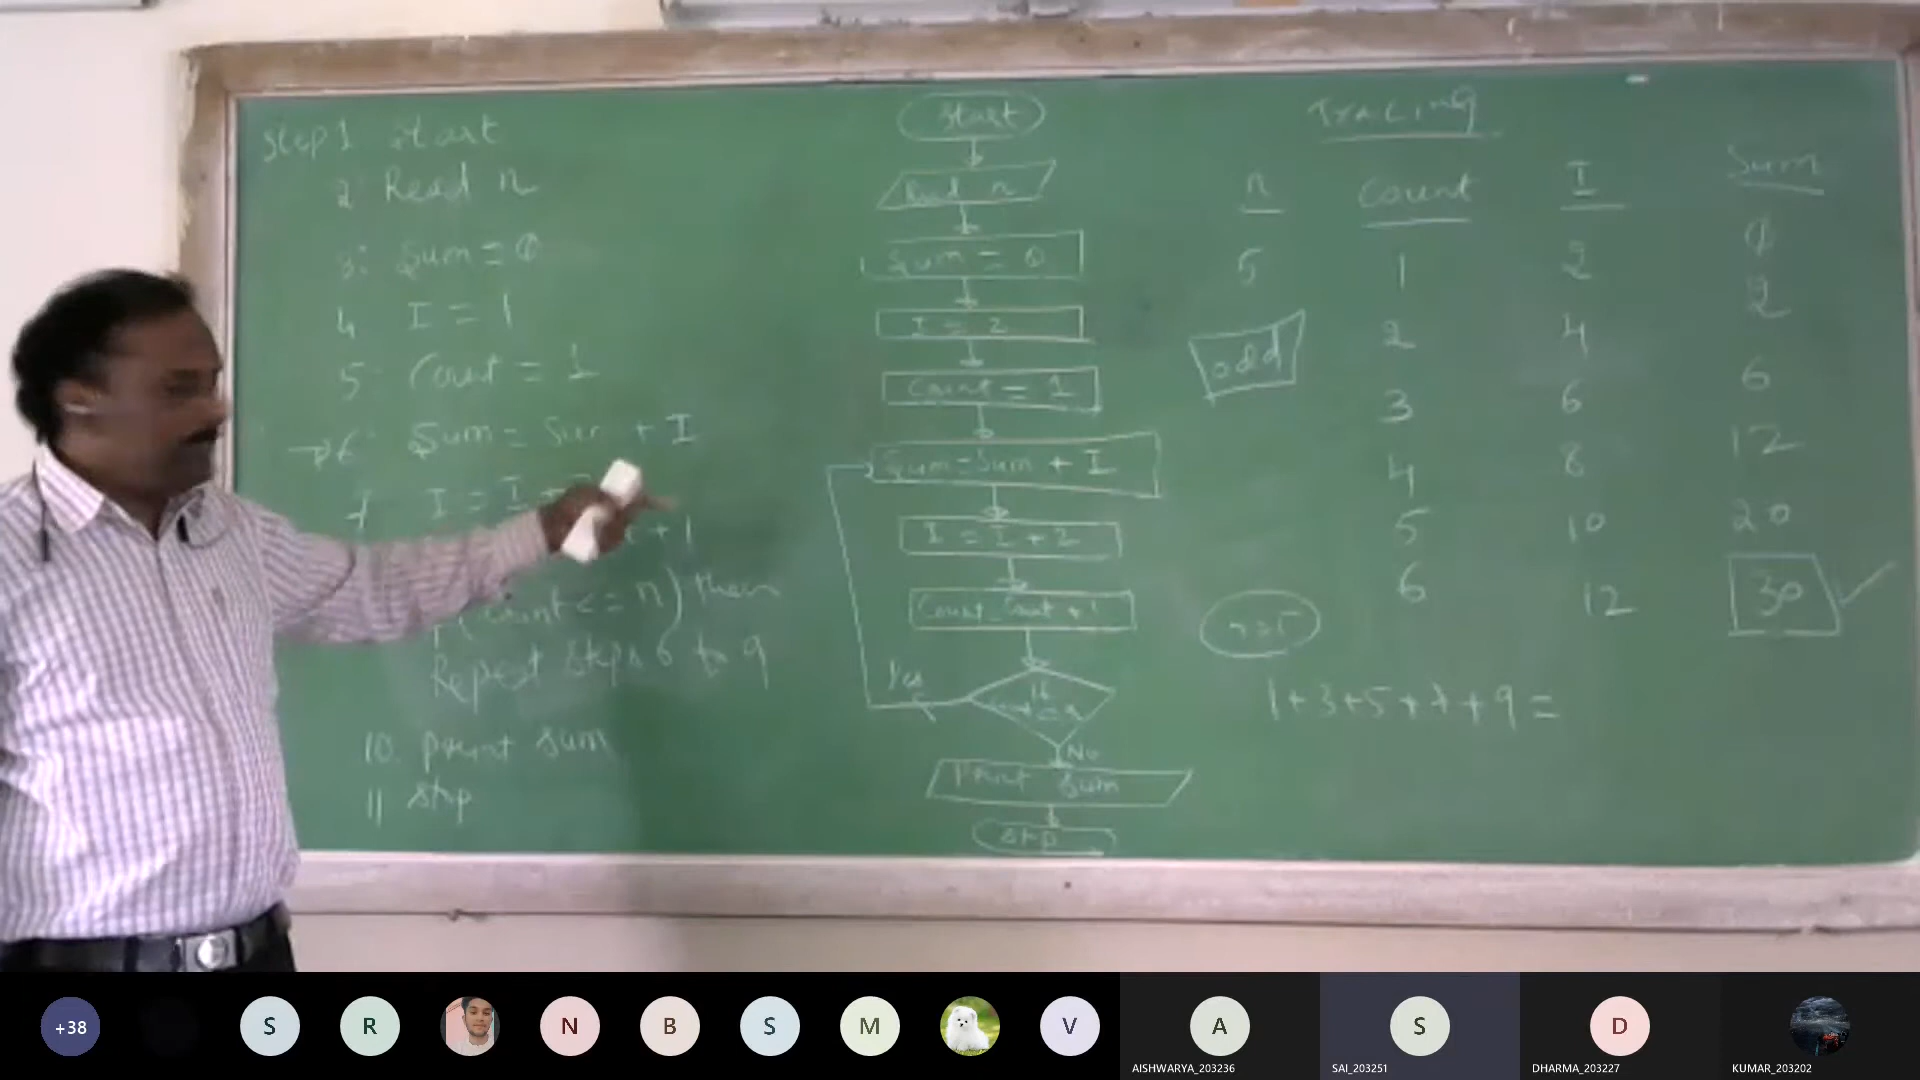 Step 1 start
2: Read n
3: Sum = 0
4 I = 1
5: Count = 1
→ 6: Sum = Sum + I
7 I = I +
+ 1
(Count <= n) then
Repeat steps 6 to 9
10. print sum
11 stop
Start
Read n
Sum = 0
I = 2
Count = 1
Sum = Sum + I
I = I + 2
Count = Count + 1
Yes
If
Count <= n
No
Print Sum
stop
Tracing
n Count I Sum
0
5 1 2 2
2 4 6
3 6 12
4 8 20
5 10 30
6 12
odd
n=5
1+3+5+7+9=
+38
S
R
N
B
S
M
V
A
AISHWARYA_203236
S
SAI_203251
D
DHARMA_203227
KUMAR_203202